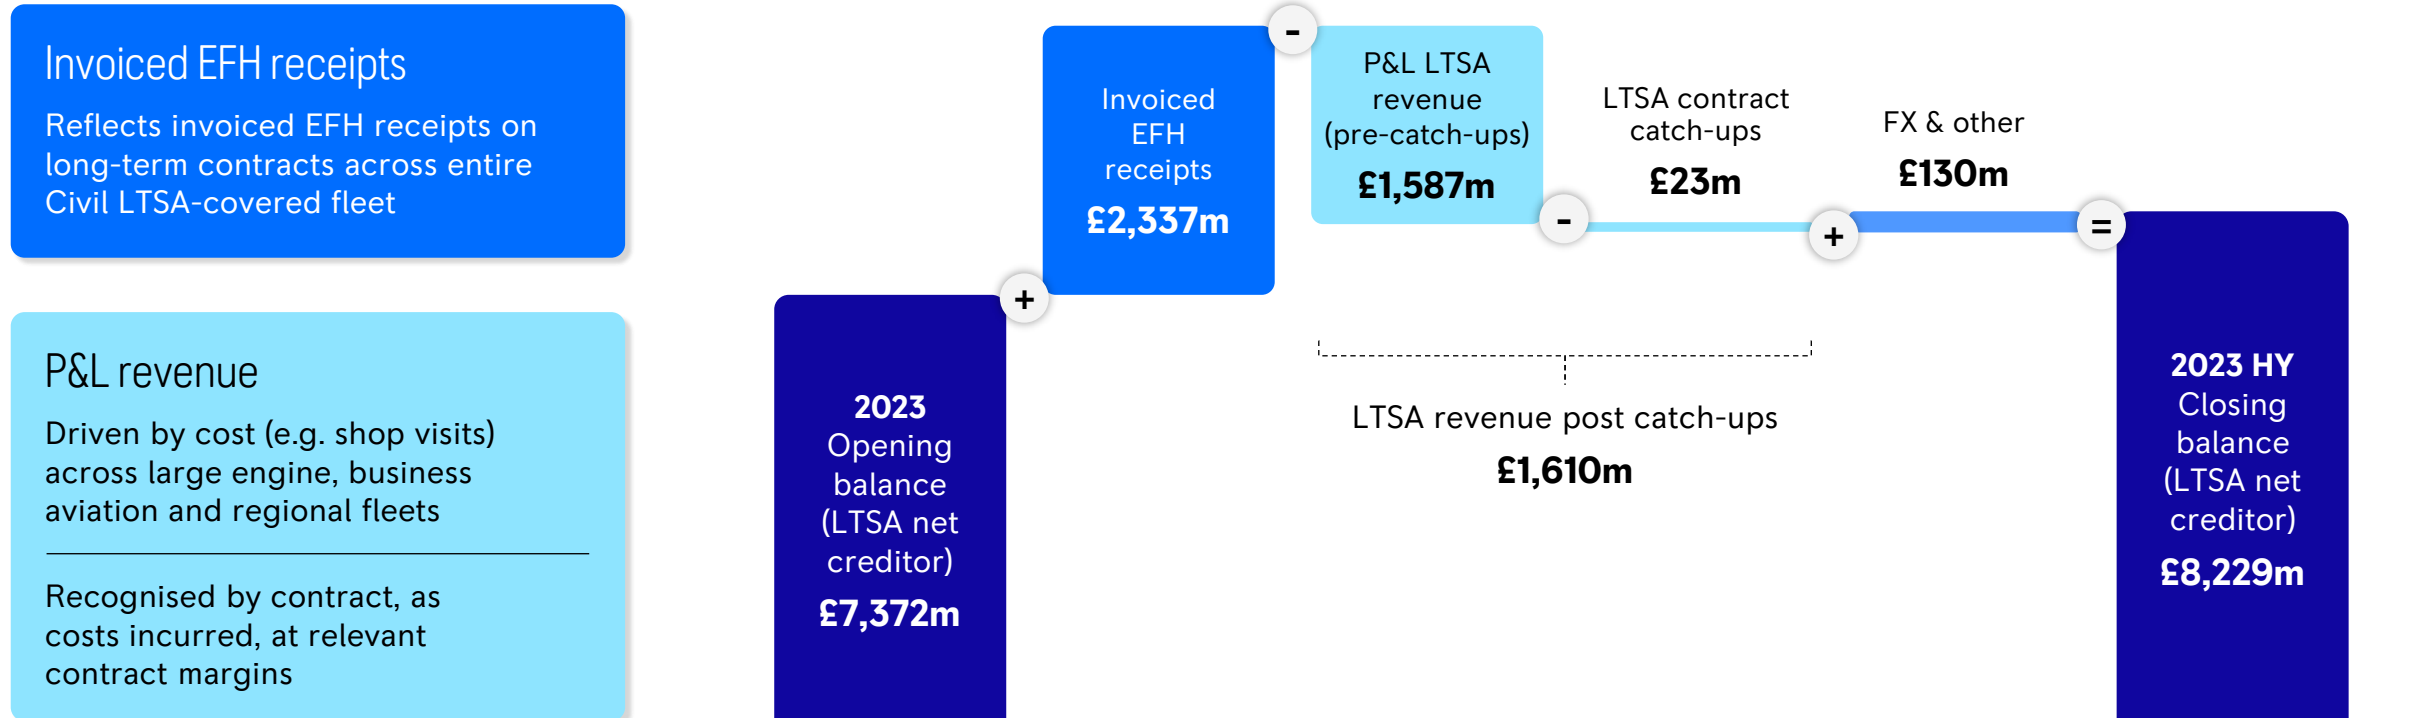 Invoiced EFH receipts
Reflects invoiced EFH receipts on
long-term contracts across entire
Civil LTSA-covered fleet
P&L revenue
Driven by cost (e.g. shop visits)
across large engine, business
aviation and regional fleets
Recognised by contract, as
costs incurred, at relevant
contract margins
2023
Opening
balance
(LTSA net
creditor)
£7,372m
+
Invoiced
EFH
receipts
£2,337m
-
P&L LTSA
revenue
(pre-catch-ups)
£1,587m
-
LTSA contract
catch-ups
£23m
+
FX & other
£130m
=
LTSA revenue post catch-ups
£1,610m
2023 HY
Closing
balance
(LTSA net
creditor)
£8,229m